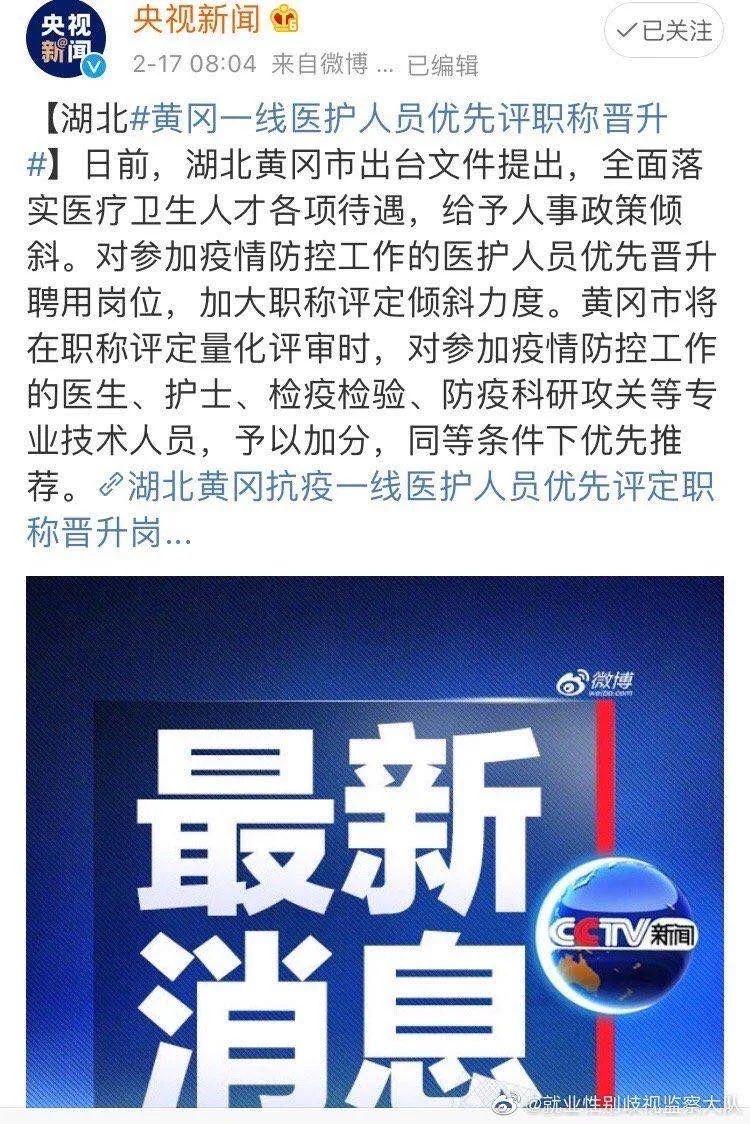 央视新闻
央视
新闻
2-17 08:04 来自微博 ... 已编辑
已关注
【湖北#黄冈一线医护人员优先评职称晋升
#】日前，湖北黄冈市出台文件提出，全面落
实医疗卫生人才各项待遇，给予人事政策倾
斜。对参加疫情防控工作的医护人员优先晋升
聘用岗位，加大职称评定倾斜力度。黄冈市将
在职称评定量化评审时，对参加疫情防控工作
的医生、护士、检疫检验、防疫科研攻关等专
业技术人员，予以加分，同等条件下优先推
荐。湖北黄冈抗疫一线医护人员优先评定职
称晋升岗...
微博
weibo.com
最新
CCTV新闻
消息
@就业性别歧视监察大队